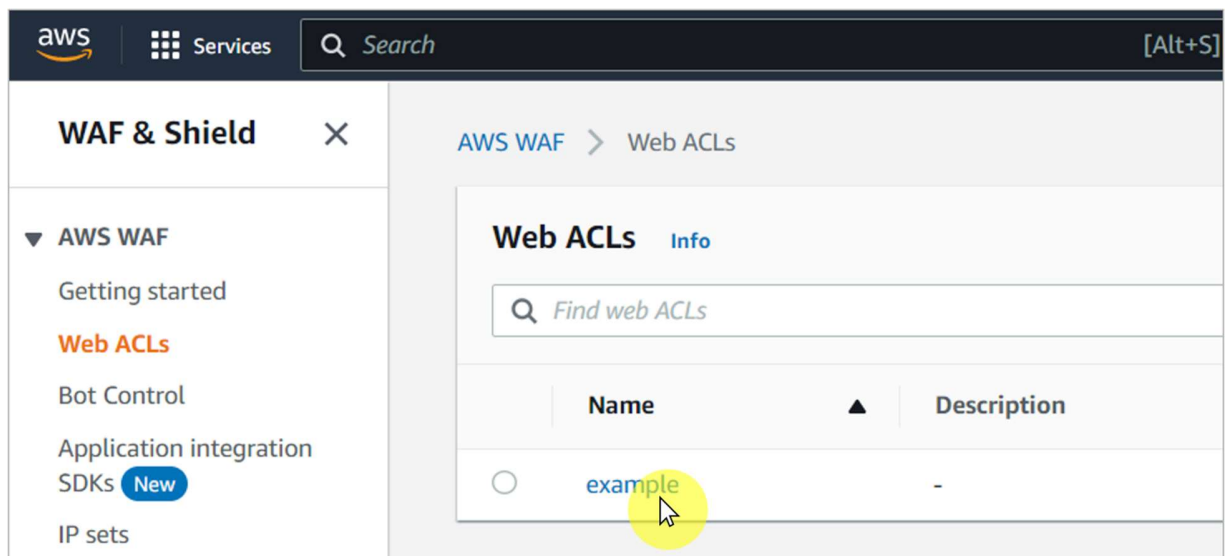 aws Services Search [Alt+S]
WAF & Shield
AWS WAF > Web ACLs
AWS WAF
Getting started
Web ACLs
Bot Control
Application integration
SDKs New
IP sets
Web ACLs Info
Find web ACLs
Name Description
example -